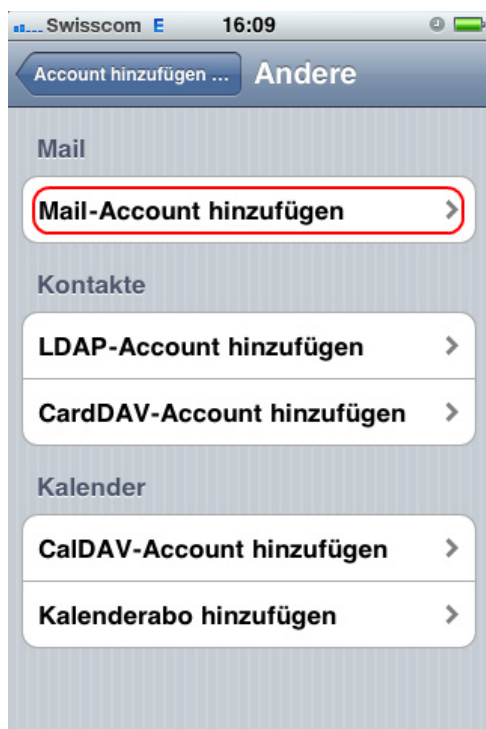 Swisscom E 16:09
Account hinzufügen ... Andere
Mail
Mail-Account hinzufügen
Kontakte
LDAP-Account hinzufügen
CardDAV-Account hinzufügen
Kalender
CalDAV-Account hinzufügen
Kalenderabo hinzufügen